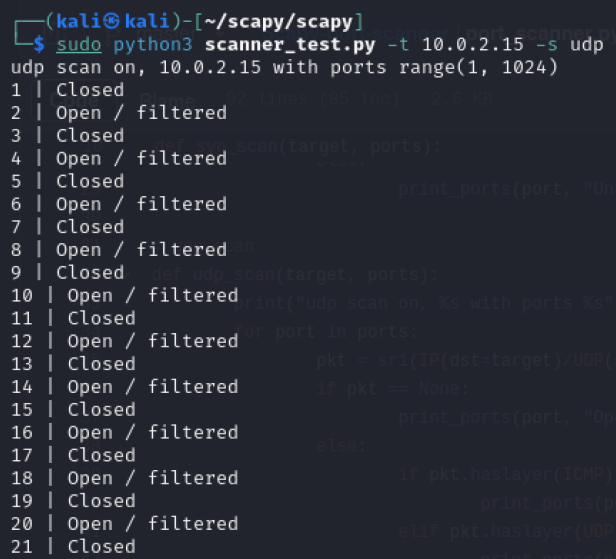 ┌──(kali㉿kali)-[~/scapy/scapy]
└─$ sudo python3 scanner_test.py -t 10.0.2.15 -s udp
udp scan on, 10.0.2.15 with ports range(1, 1024)
1 | Closed
2 | Open / filtered
3 | Closed
4 | Open / filtered
5 | Closed
6 | Open / filtered
7 | Closed
8 | Open / filtered
9 | Closed
10 | Open / filtered
11 | Closed
12 | Open / filtered
13 | Closed
14 | Open / filtered
15 | Closed
16 | Open / filtered
17 | Closed
18 | Open / filtered
19 | Closed
20 | Open / filtered
21 | Closed